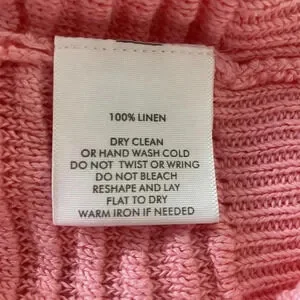 100% LINEN
DRY CLEAN
OR HAND WASH COLD
DO NOT TWIST OR WRING
DO NOT BLEACH
RESHAPE AND LAY
FLAT TO DRY
WARM IRON IF NEEDED